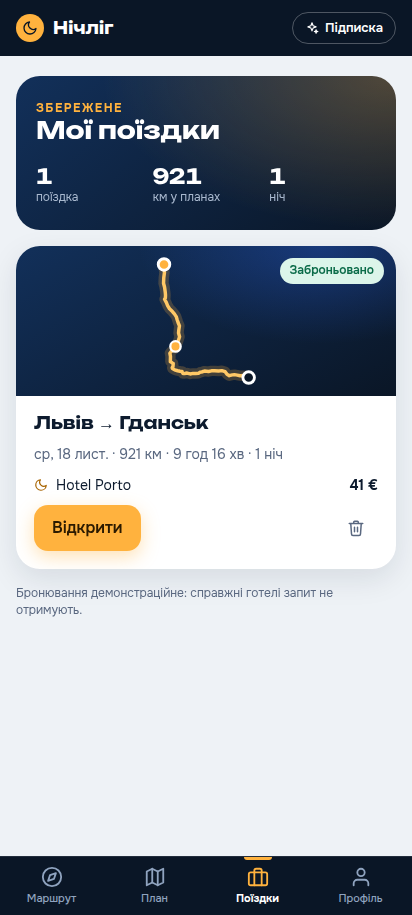 Нічліг
Підписка
ЗБЕРЕЖЕНЕ
Мої поїздки
1
921
1
поїздка
км у планах
ніч
Заброньовано
Львів → Гданськ
ср, 18 лист. · 921 км · 9 год 16 хв · 1 ніч
Hotel Porto
41 €
Відкрити
Бронювання демонстраційне: справжні готелі запит не
отримують.
Маршрут
План
Поїздки
Профіль